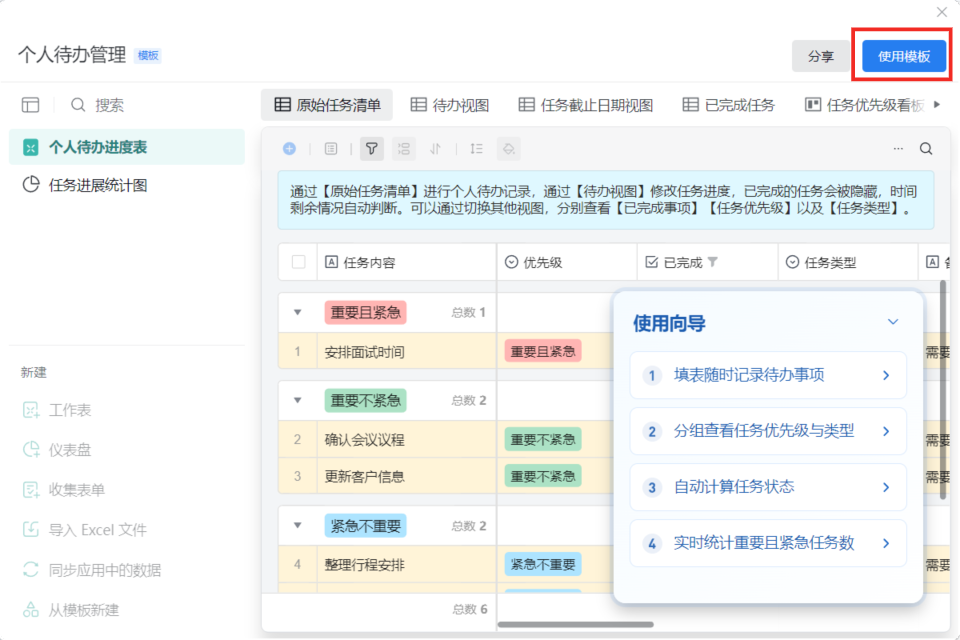 个人待办管理 模板
分享 使用模板
搜索
原始任务清单 待办视图 任务截止日期视图 已完成任务 任务优先级看板
个人待办进度表
任务进展统计图
通过【原始任务清单】进行个人待办记录，通过【待办视图】修改任务进度，已完成的任务会被隐藏，时间
剩余情况自动判断。可以通过切换其他视图，分别查看【已完成事项】【任务优先级】以及【任务类型】。
任务内容 优先级 已完成 任务类型
重要且紧急 总数 1
1 安排面试时间 重要且紧急 需要
重要不紧急 总数 2
2 确认会议议程 重要不紧急 需要
3 更新客户信息 重要不紧急 需要
紧急不重要 总数 2
4 整理行程安排 紧急不重要 需要
总数 6
使用向导
1 填表随时记录待办事项
2 分组查看任务优先级与类型
3 自动计算任务状态
4 实时统计重要且紧急任务数
新建
工作表
仪表盘
收集表单
导入 Excel 文件
同步应用中的数据
从模板新建